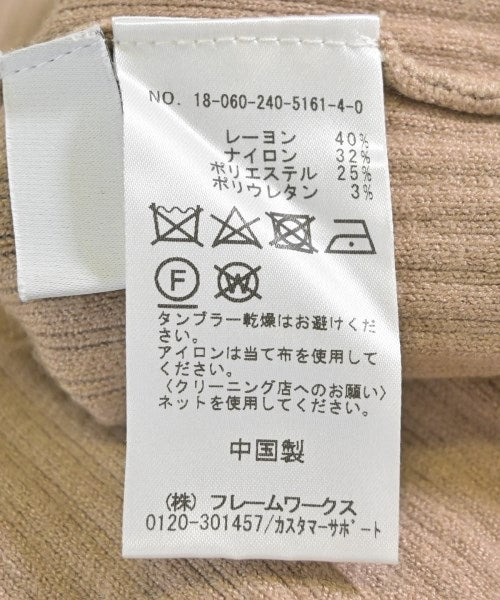 NO. 18-060-240-5161-4-0
レーヨン 40%
ナイロン 32%
ポリエステル 25%
ポリウレタン 3%
F W
タンブラー乾燥はお避けくだ
さい。
アイロンは当て布を使用して
ください。
〈クリーニング店へのお願い〉
ネットを使用してください。
中国製
(株) フレームワークス
0120-301457/カスタマーサポート